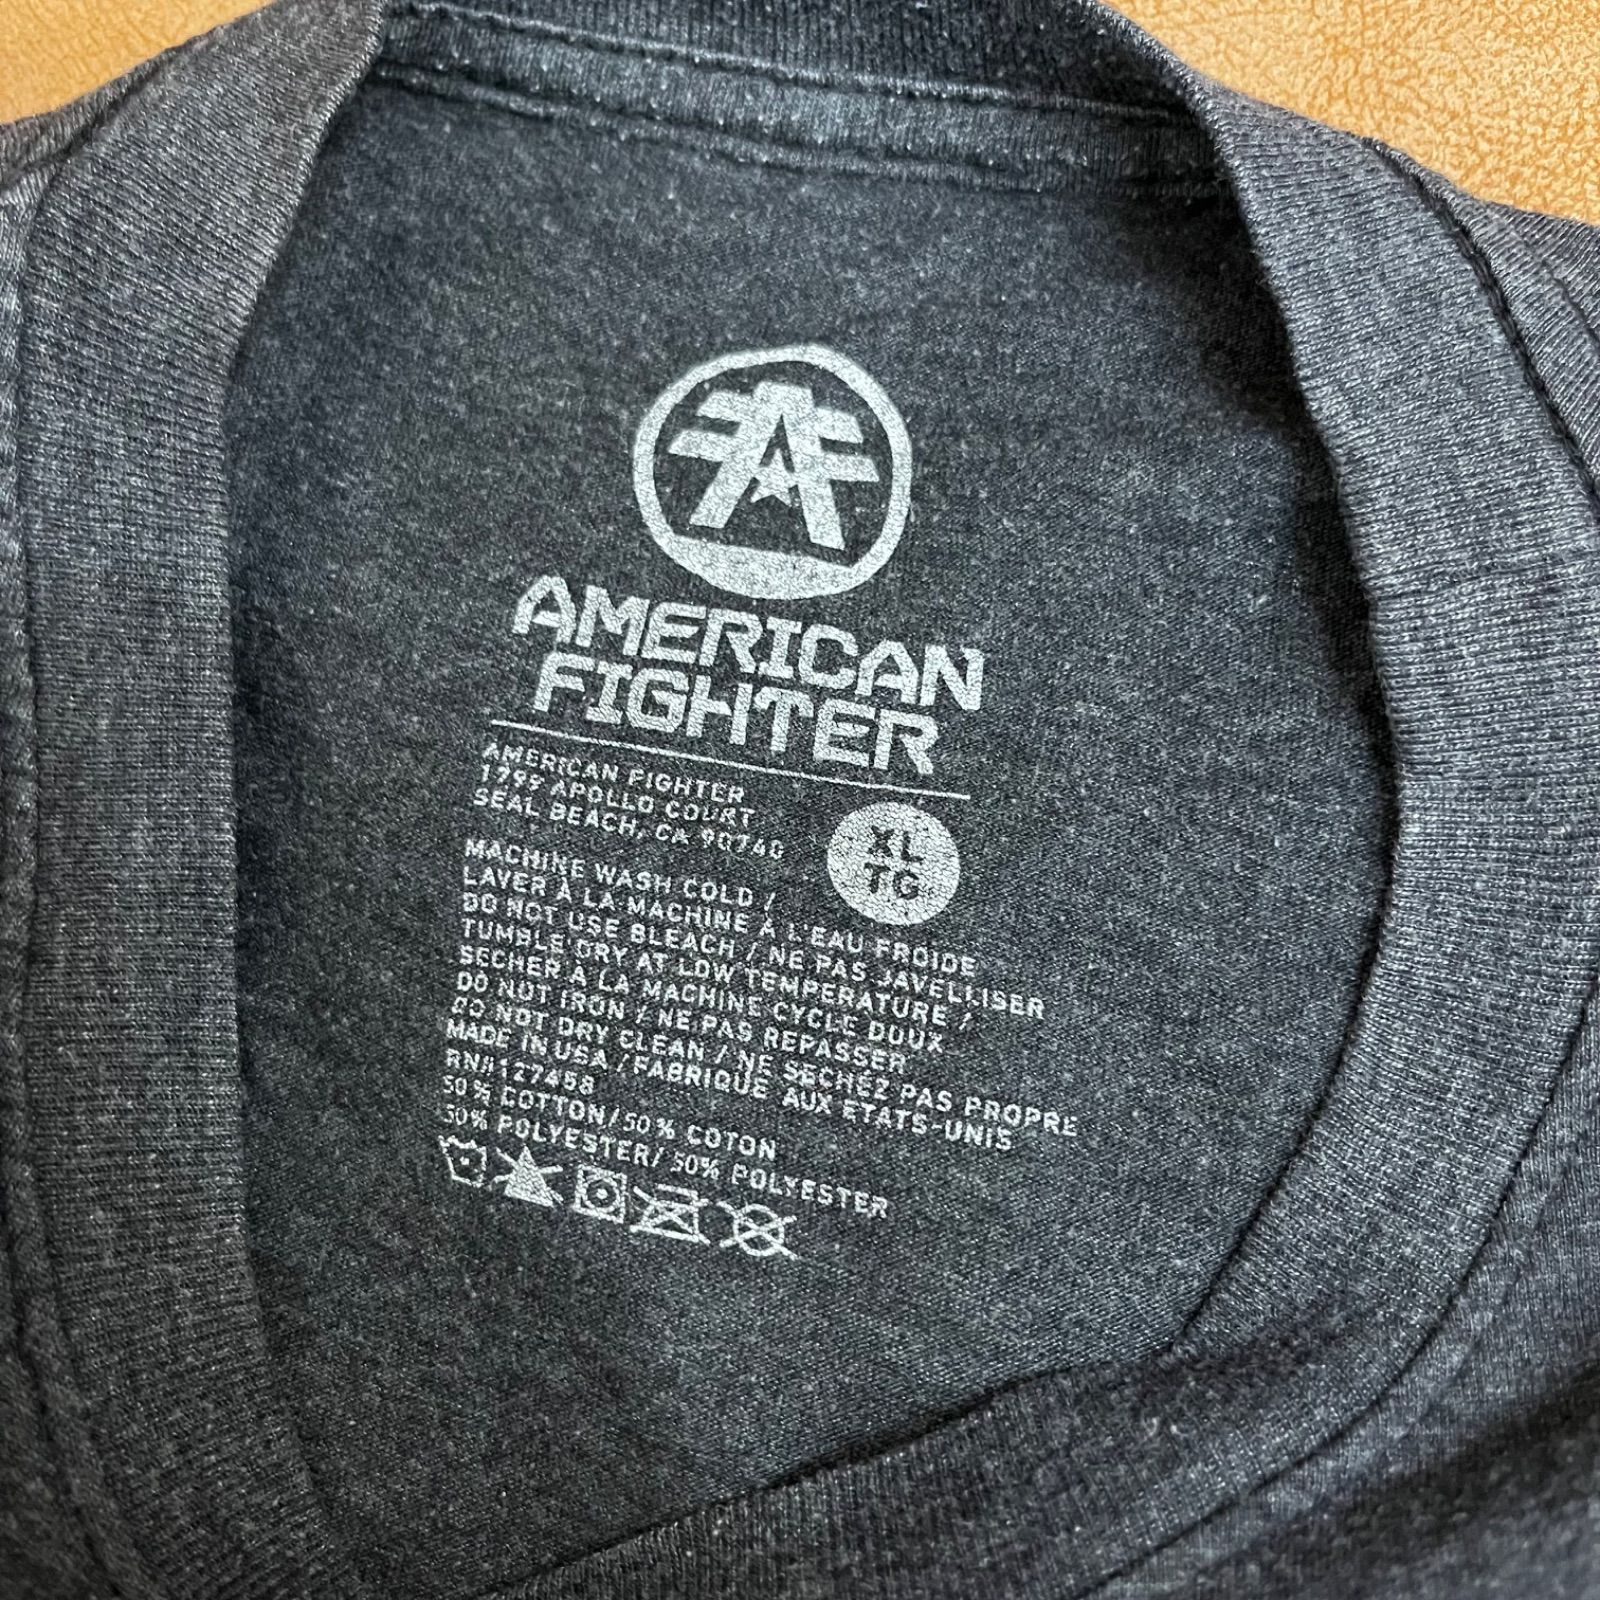 AMERICAN
FIGHTER
AMERICAN FIGHTER
1799 APOLLO COURT
SEAL BEACH, CA 90740
XL
TG
MACHINE WASH COLD /
LAVER À LA MACHINE À L'EAU FROIDE
DO NOT USE BLEACH / NE PAS JAVELLISER
TUMBLE DRY AT LOW TEMPERATURE /
SECHER A LA MACHINE CYCLE DOUX
DO NOT IRON / NE PAS REPASSER
DO NOT DRY CLEAN / NE SECHEZ PAS PROPRE
MADE IN USA / FABRIQUE AUX ETATS-UNIS
RN#127458
50% COTTON/50% COTON
50% POLYESTER/ 50% POLYESTER